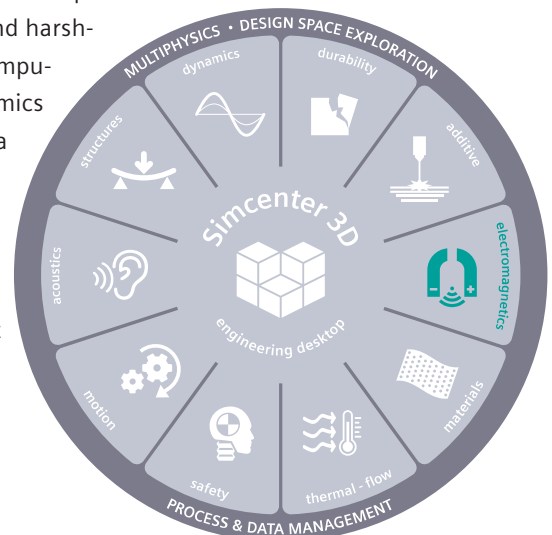 nd harsh-
mpu-
mics
a
MULTIPHYSICS · DESIGN SPACE EXPLORATION
dynamics
durability
structures
additive
acoustics
Simcenter 3D
engineering desktop
electromagnetics
motion
materials
safety
thermal - flow
PROCESS & DATA MANAGEMENT